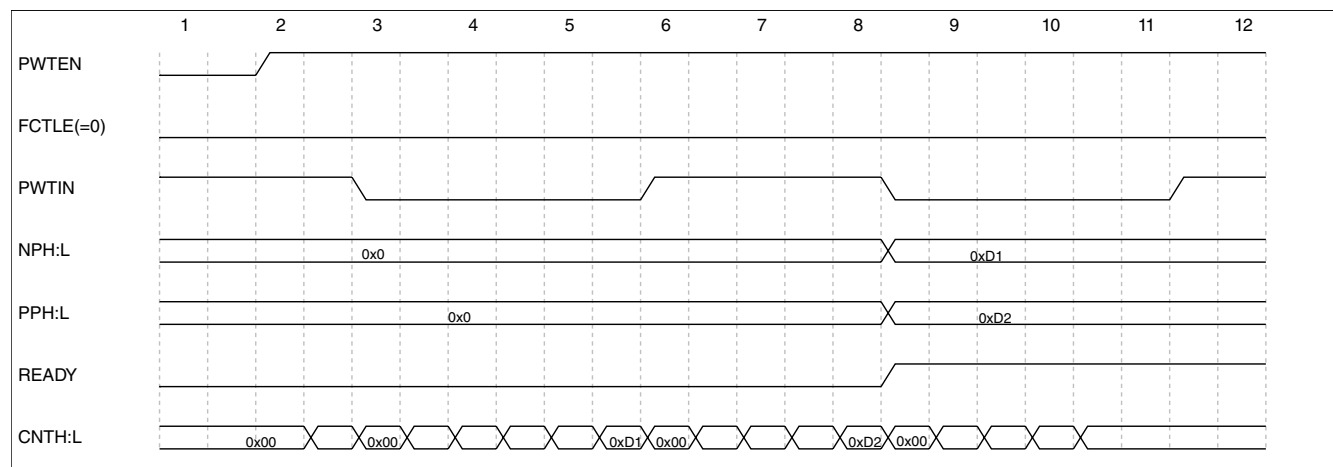 1 2 3 4 5 6 7 8 9 10 11 12
PWTEN
FCTLE(=0)
PWTIN
NPH:L 0x0 0xD1
PPH:L 0x0 0xD2
READY
CNTH:L 0x00 0x00 0xD1 0x00 0xD2 0x00